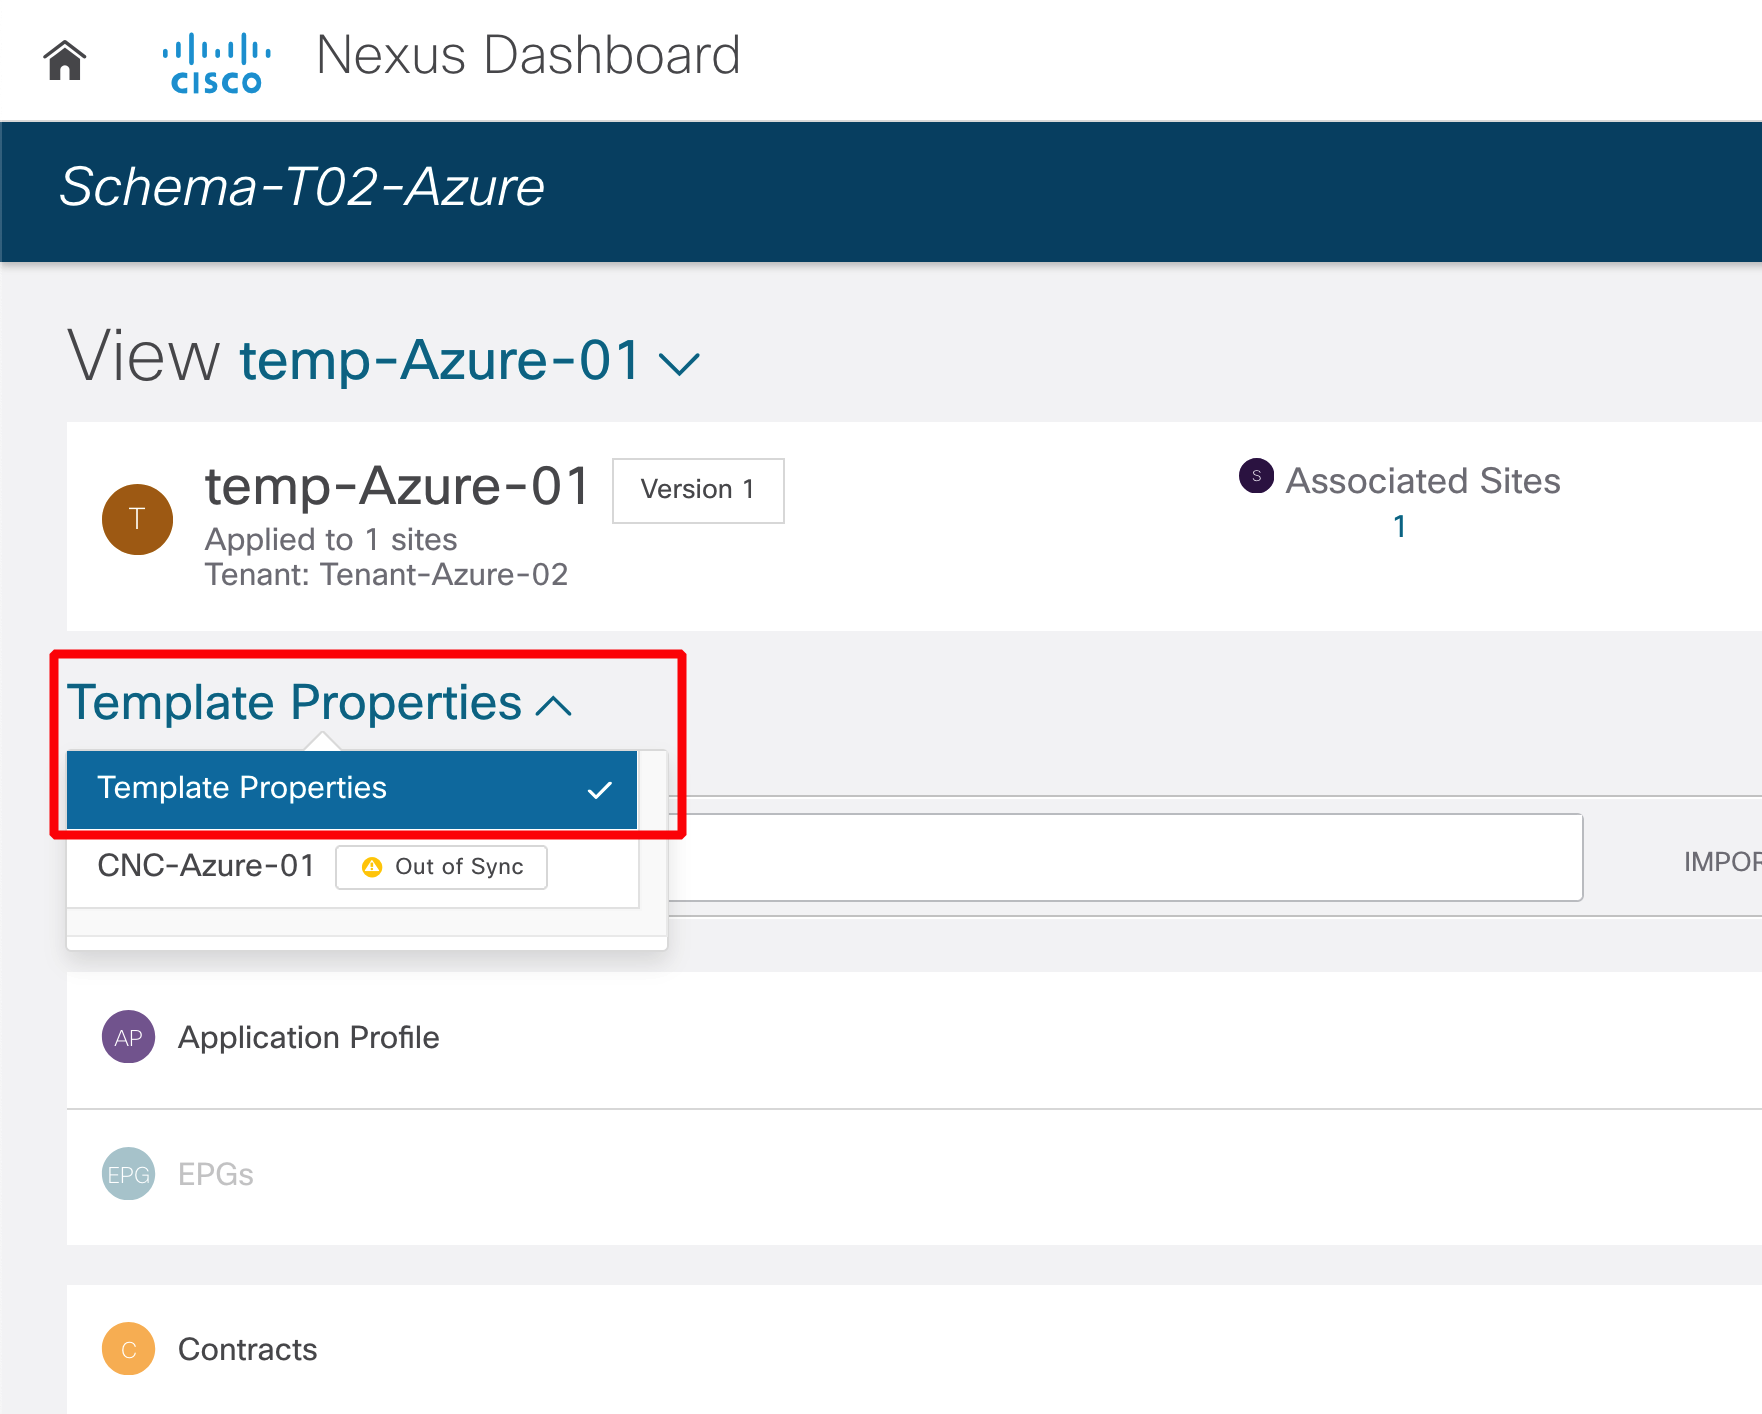 CISCO Nexus Dashboard
Schema-T02-Azure
View temp-Azure-01
T
temp-Azure-01
Version 1
Applied to 1 sites
Tenant: Tenant-Azure-02
S Associated Sites
1
Template Properties
Template Properties
CNC-Azure-01 Out of Sync
IMPOR
AP Application Profile
EPG EPGs
C Contracts